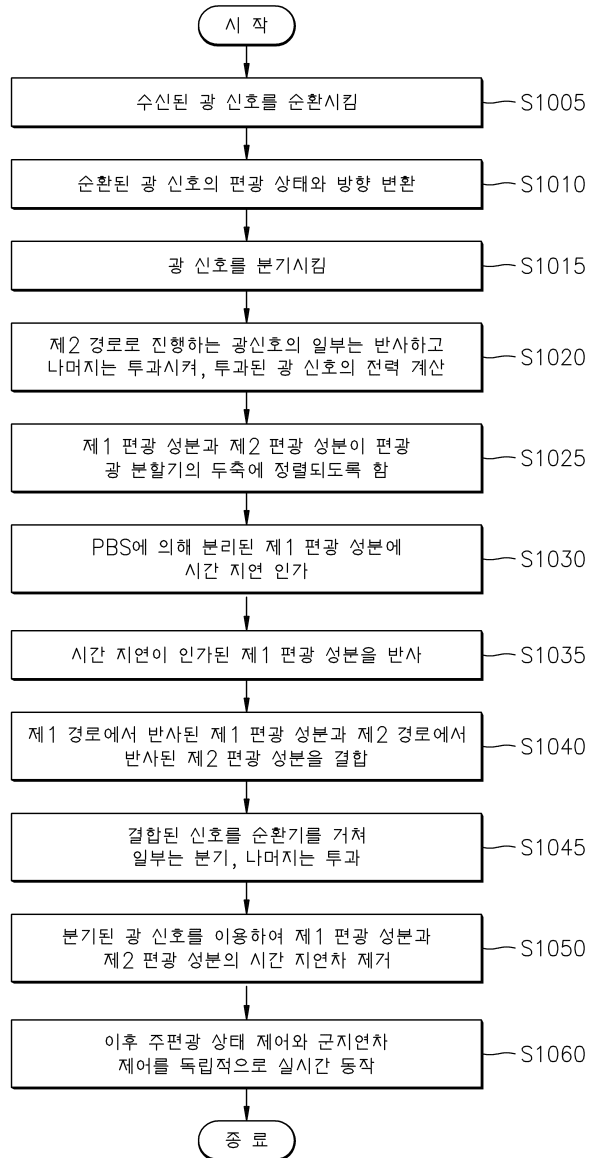 시 작
수신된 광 신호를 순환시킴
S1005
순환된 광 신호의 편광 상태와 방향 변환
S1010
광 신호를 분기시킴
S1015
제2 경로로 진행하는 광신호의 일부는 반사하고
나머지는 투과시켜, 투과된 광 신호의 전력 계산
S1020
제1 편광 성분과 제2 편광 성분이 편광
광 분할기의 두축에 정렬되도록 함
S1025
PBS에 의해 분리된 제1 편광 성분에
시간 지연 인가
S1030
시간 지연이 인가된 제1 편광 성분을 반사
S1035
제1 경로에서 반사된 제1 편광 성분과 제2 경로에서
반사된 제2 편광 성분을 결합
S1040
결합된 신호를 순환기를 거쳐
일부는 분기, 나머지는 투과
S1045
분기된 광 신호를 이용하여 제1 편광 성분과
제2 편광 성분의 시간 지연차 제거
S1050
이후 주편광 상태 제어와 군지연차
제어를 독립적으로 실시간 동작
S1060
종 료